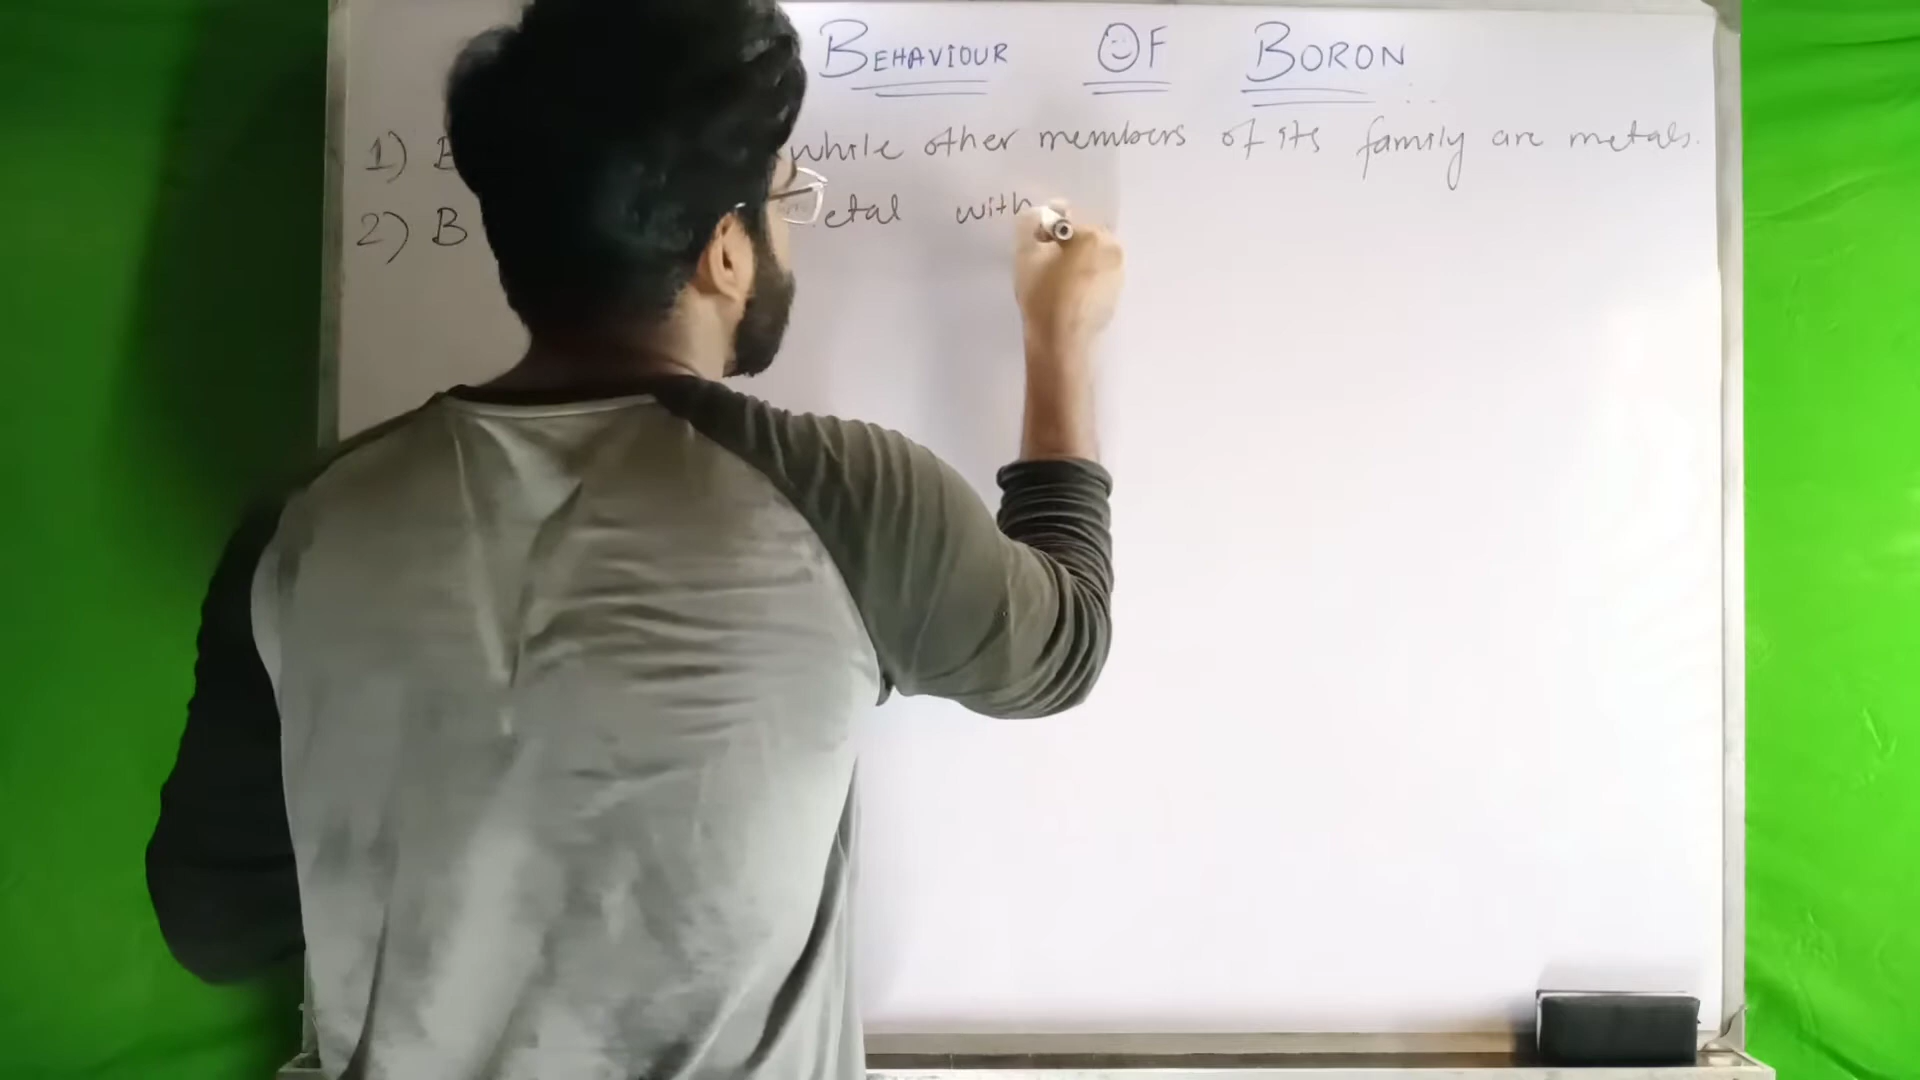 BEHAVIOUR OF BORON
1) while other members of its family are metals.
2) B etal with